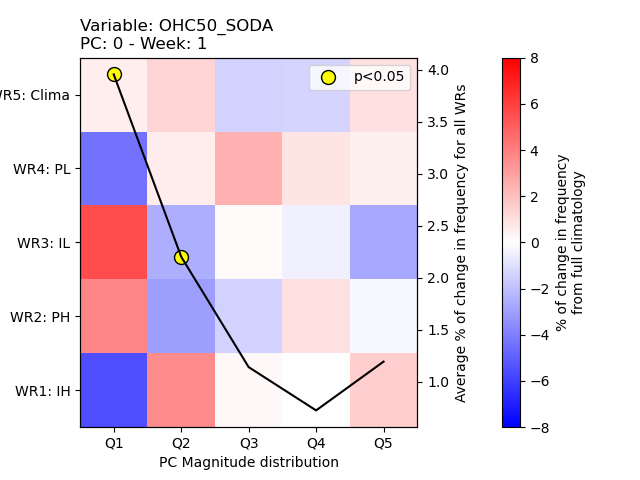 Variable: OHC50_SODA
PC: 0 - Week: 1
p<0.05
WR5: Clima
WR4: PL
WR3: IL
WR2: PH
WR1: IH
Q1 Q2 Q3 Q4 Q5
PC Magnitude distribution
4.0
3.5
3.0
2.5
2.0
1.5
1.0
Average % of change in frequency for all WRs
8
6
4
2
0
−2
−4
−6
−8
% of change in frequency
from full climatology